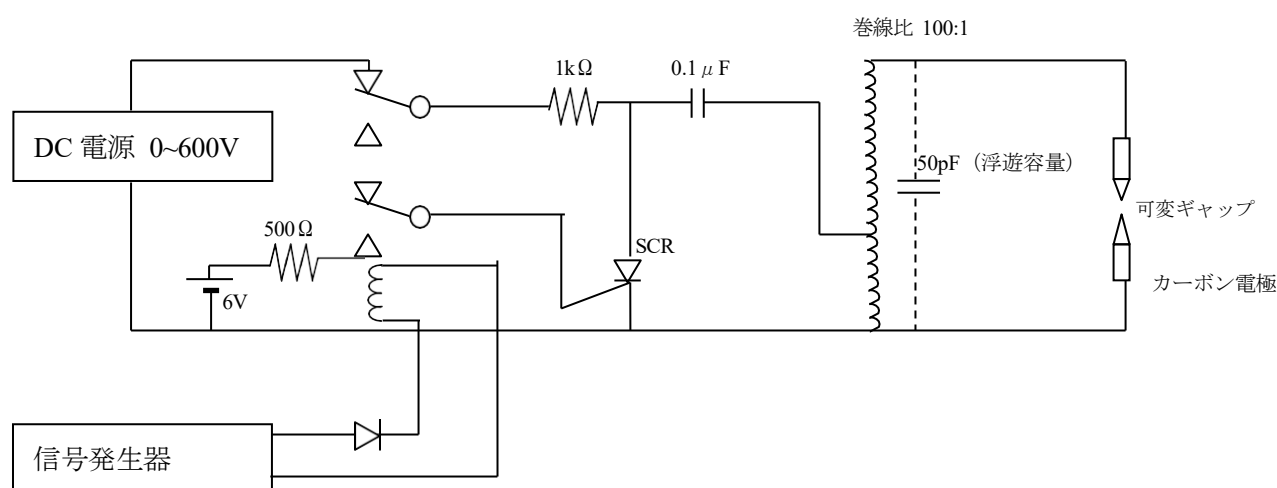 巻線比 100:1
1kΩ
0.1μF
DC 電源 0~600V
50pF (浮遊容量)
可変ギャップ
500Ω
SCR
カーボン電極
6V
信号発生器